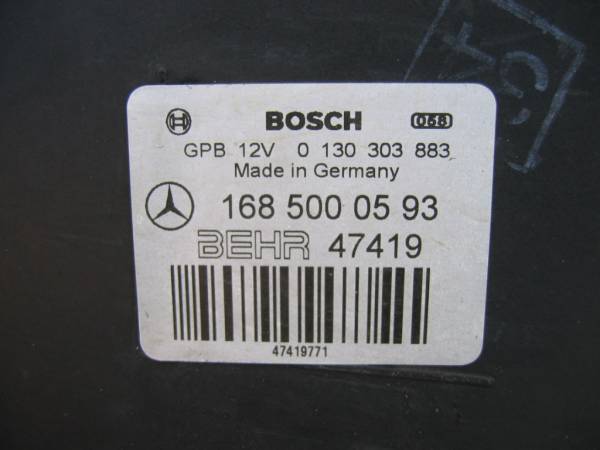 BOSCH 058
GPB 12V 0 130 303 883
Made in Germany
168 500 05 93
BEHR 47419
47419771